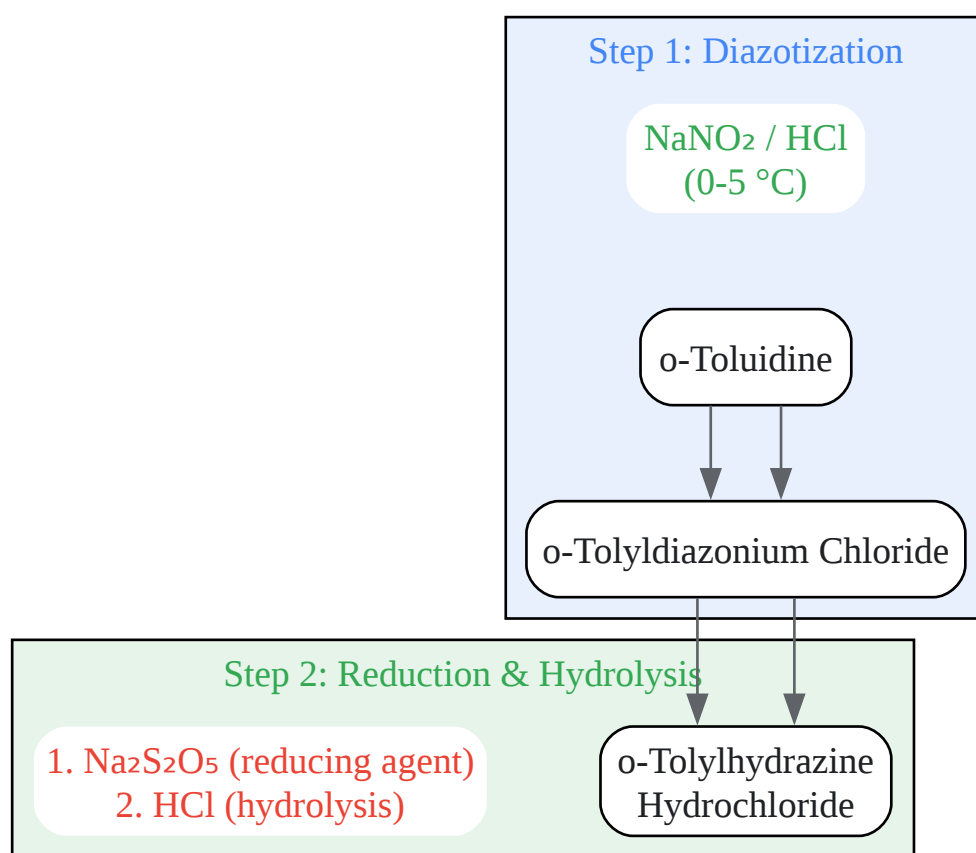 Step 1: Diazotization
NaNO₂ / HCl
(0-5 °C)
o-Toluidine
o-Tolyldiazonium Chloride
Step 2: Reduction & Hydrolysis
1. Na₂S₂O₅ (reducing agent)
2. HCl (hydrolysis)
o-Tolylhydrazine
Hydrochloride